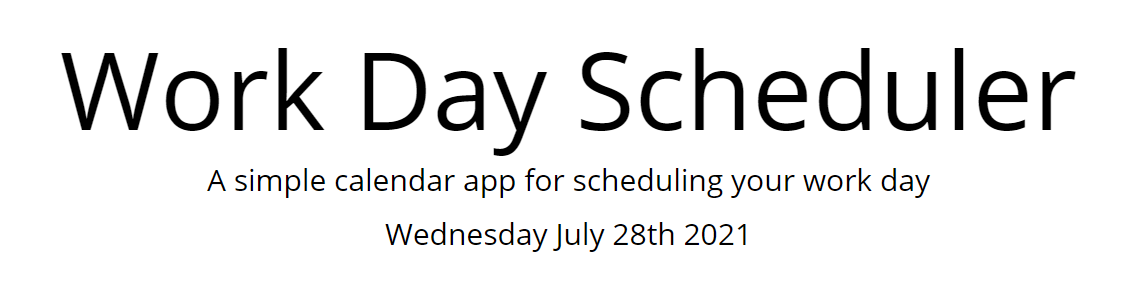 Work Day Scheduler
A simple calendar app for scheduling your work day
Wednesday July 28th 2021